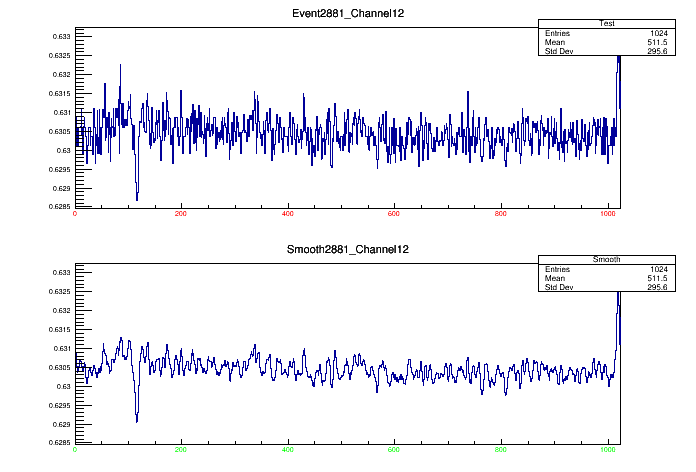 Event2881_Channel12
Test
Entries 1024
Mean 511.5
Std Dev 295.6
0.633
0.6325
0.632
0.6315
0.631
0.6305
0.63
0.6295
0.629
0.6285
0 200 400 600 800 1000
Smooth2881_Channel12
Smooth
Entries 1024
Mean 511.5
Std Dev 295.6
0.633
0.6325
0.632
0.6315
0.631
0.6305
0.63
0.6295
0.629
0.6285
0 200 400 600 800 1000